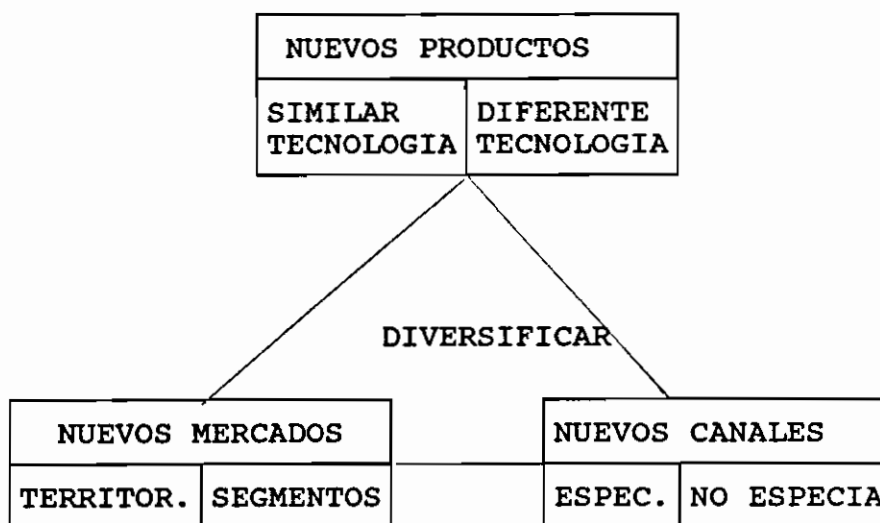 NUEVOS PRODUCTOS
SIMILAR TECNOLOGIA
DIFERENTE TECNOLOGIA
DIVERSIFICAR
NUEVOS MERCADOS
TERRITOR. SEGMENTOS
NUEVOS CANALES
ESPEC. NO ESPECIA